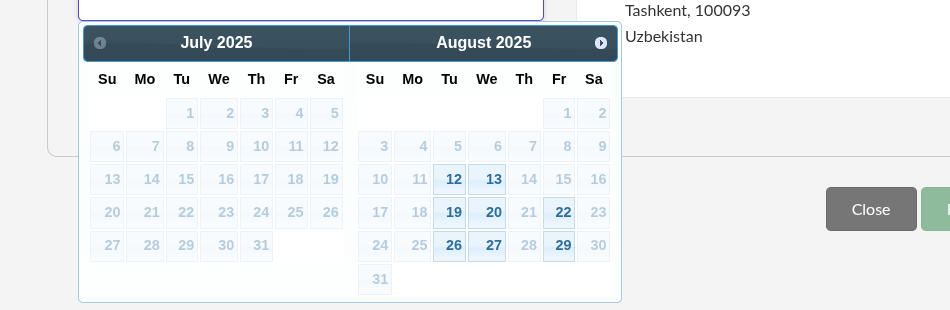 Tashkent, 100093
Uzbekistan
July 2025 August 2025
Su Mo Tu We Th Fr Sa Su Mo Tu We Th Fr Sa
1 2 3 4 5 1 2
6 7 8 9 10 11 12 3 4 5 6 7 8 9
13 14 15 16 17 18 19 10 11 12 13 14 15 16
20 21 22 23 24 25 26 17 18 19 20 21 22 23
27 28 29 30 31 24 25 26 27 28 29 30
31
Close